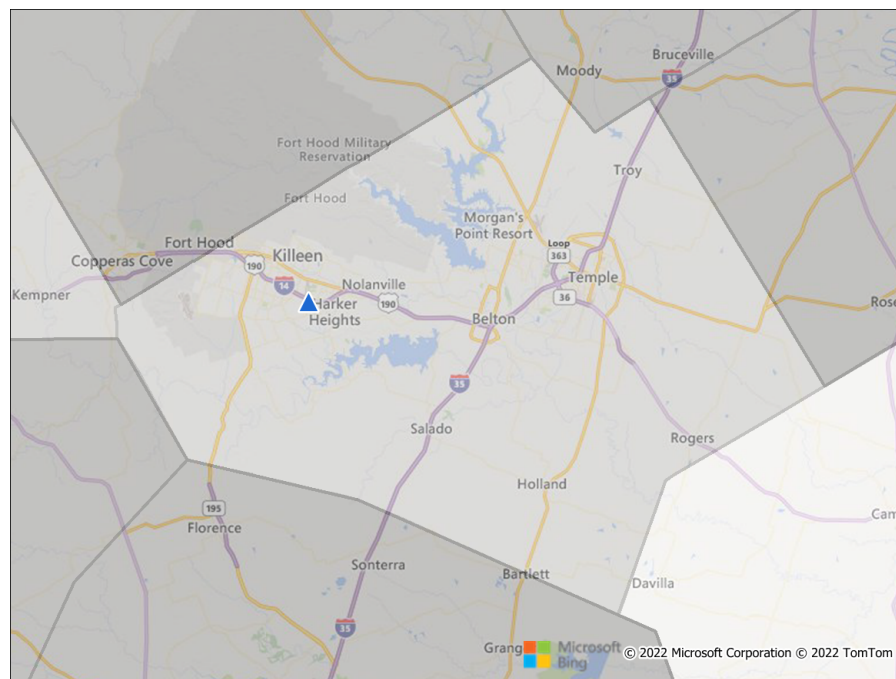 Bruceville
Moody
35
Fort Hood Military
Reservation
Troy
Fort Hood
Morgan's
Point Resort
Fort Hood
Loop
363
Killeen
Copperas Cove
190
Temple
14
Nolanville
Kempner
36
Rose
190
Harker
Heights
Belton
35
Salado
Rogers
Holland
195
Cam
Florence
Sonterra
Bartlett
Davilla
35
Grang
Microsoft
Bing
© 2022 Microsoft Corporation © 2022 TomTom